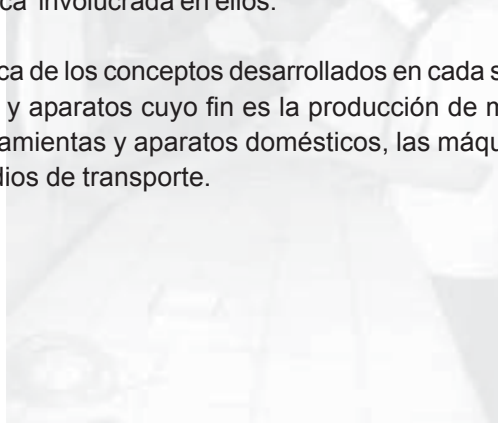 ca involucrada en ellos.
ca de los conceptos desarrollados en cada s
y aparatos cuyo fin es la producción de m
amientas y aparatos domésticos, las máqu
dios de transporte.